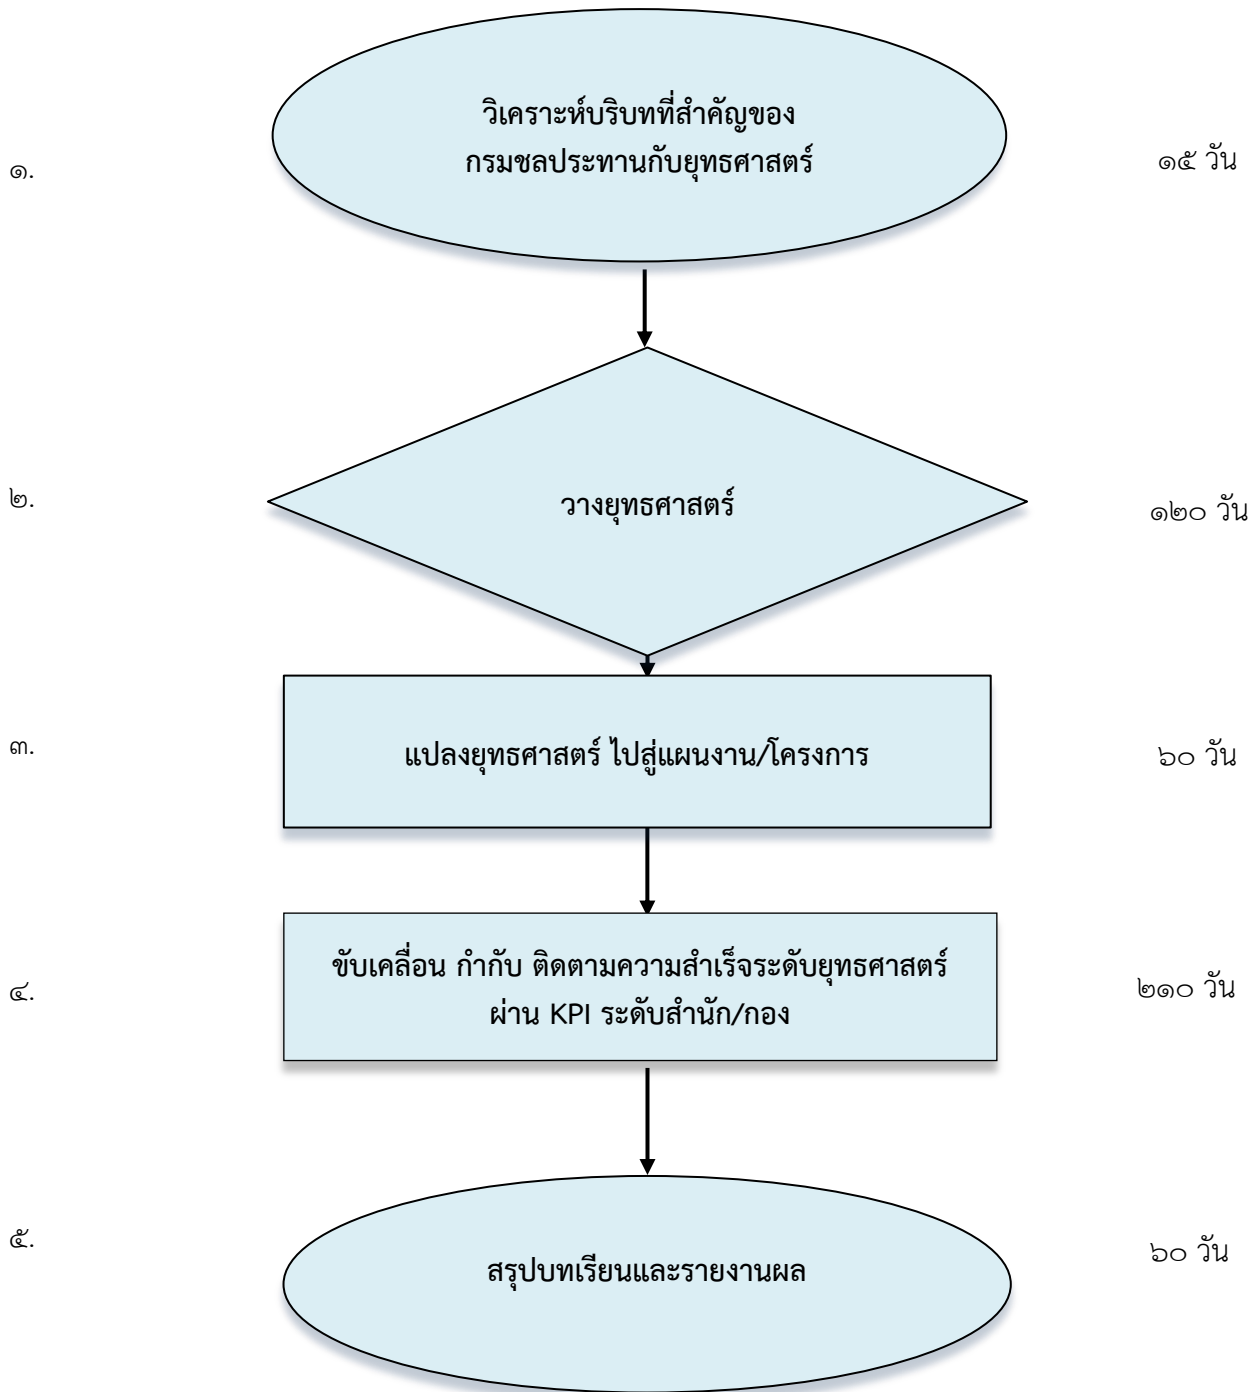 วิเคราะห์บริบทที่สำคัญของ
กรมชลประทานกับยุทธศาสตร์
๑.
๑๕ วัน
๒.
วางยุทธศาสตร์
๑๒๐ วัน
๓.
แปลงยุทธศาสตร์ ไปสู่แผนงาน/โครงการ
๖๐ วัน
๔.
ขับเคลื่อน กำกับ ติดตามความสำเร็จระดับยุทธศาสตร์
ผ่าน KPI ระดับสำนัก/กอง
๒๑๐ วัน
๕.
สรุปบทเรียนและรายงานผล
๖๐ วัน